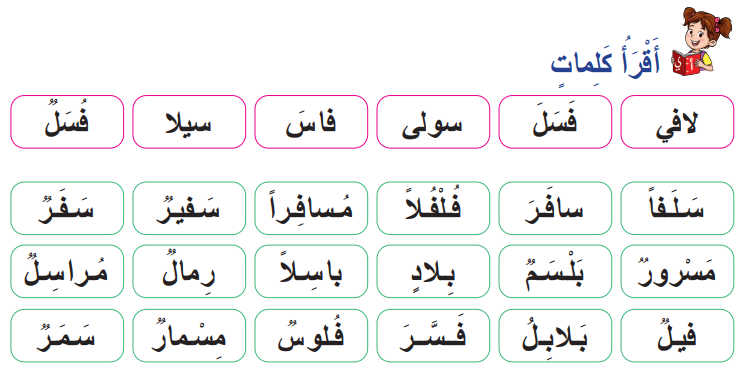 أَقْرَأُ كَلِماتٍ
لافي فَسَلَ سولى فاسَ سيلا فُسَلٌ
سَلَفاً سافَرَ فُلْفُلاً مُسافِراً سَفيرٌ سَفَرٌ
مَسْرورٌ بَلْسَمٌ بِلادٍ باسِلاً رِمالٌ مُراسِلٌ
فيلٌ بَلابِلُ فَسَّرَ فُلوسٌ مِسْمارٌ سَمَرٌ